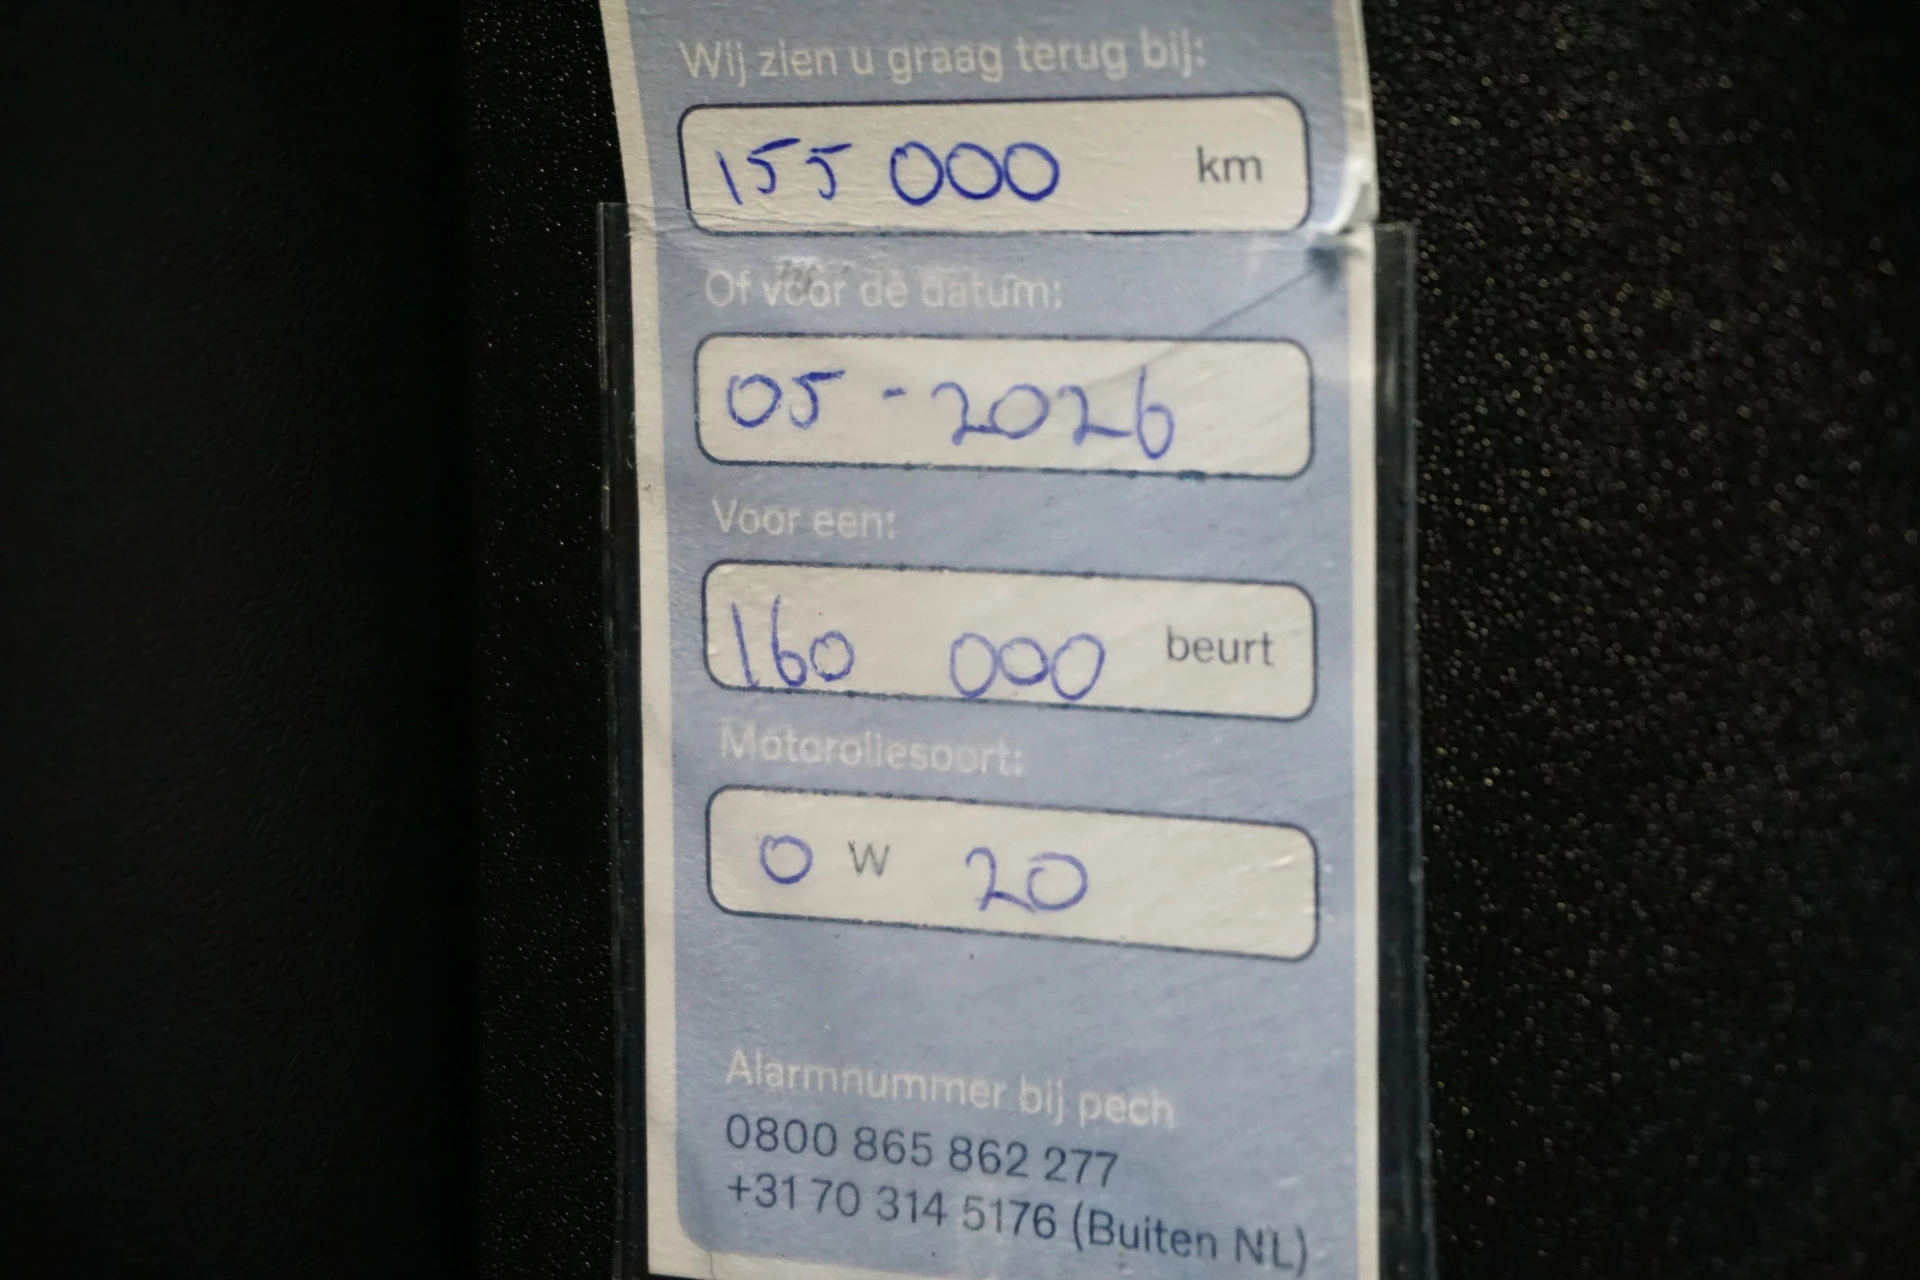 Wij zien u graag terug bij:
155 000 km
Of voor de datum:
05 - 2026
Voor een:
160 000 beurt
Motoroliesoort:
0 W 20
Alarmnummer bij pech
0800 865 862 277
+31 70 314 5176 (Buiten NL)